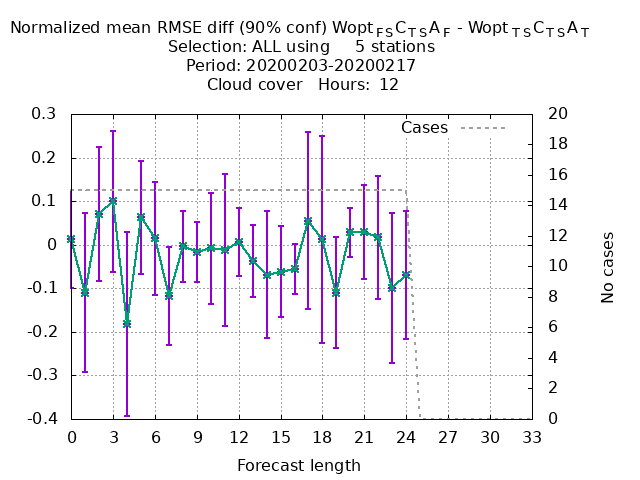 Normalized mean RMSE diff (90% conf) Wopt FS C TS A F - Wopt TS C TS A T
Selection: ALL using 5 stations
Period: 20200203-20200217
Cloud cover Hours: 12
Cases
0.3
0.2
0.1
0
-0.1
-0.2
-0.3
-0.4
20
18
16
14
12
10
8
6
4
2
0
No cases
0 3 6 9 12 15 18 21 24 27 30 33
Forecast length